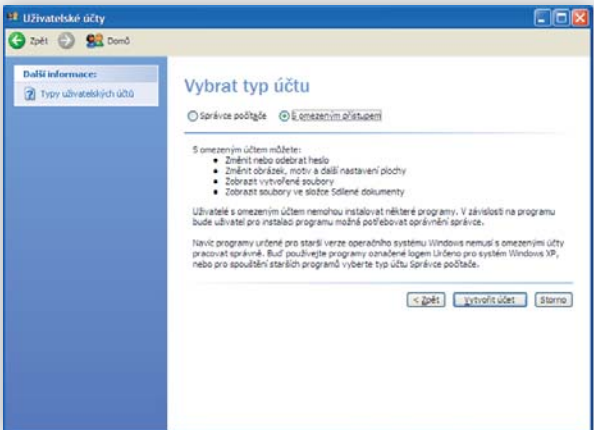 Uživatelské účty
Zpět Domů
Další informace:
Typy uživatelských účtů
Vybrat typ účtu
Správce počítače S omezeným přístupem
S omezeným účtem můžete:
Změnit nebo odebrat heslo
Změnit obrázek, motiv a další nastavení plochy
Zobrazit vytvořené soubory
Zobrazit soubory ve složce Sdílené dokumenty
Uživatelé s omezeným účtem nemohou instalovat některé programy. V závislosti na programu
bude uživatel pro instalaci programu možná potřebovat oprávnění správce.
Navíc programy určené pro starší verze operačního systému Windows nemusí s omezenými účty
pracovat správně. Buď používejte programy označené logem Určeno pro systém Windows XP,
nebo pro spouštění starších programů vyberte typ účtu Správce počítače.
< Zpět Vytvořit účet Storno